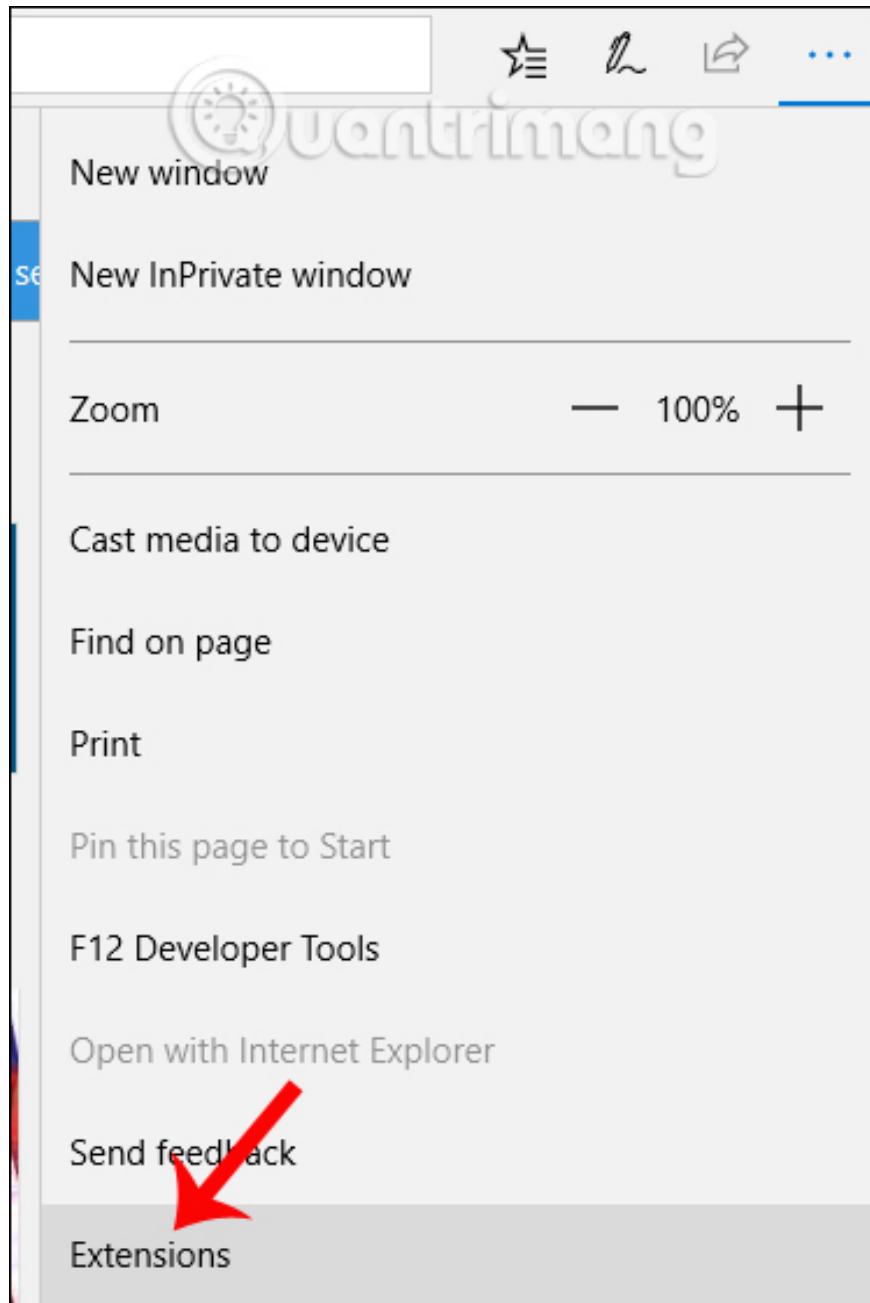 Quantrimang
New window
se
New InPrivate window
Zoom
100%
Cast media to device
Find on page
Print
Pin this page to Start
F12 Developer Tools
Open with Internet Explorer
Send feedback
Extensions